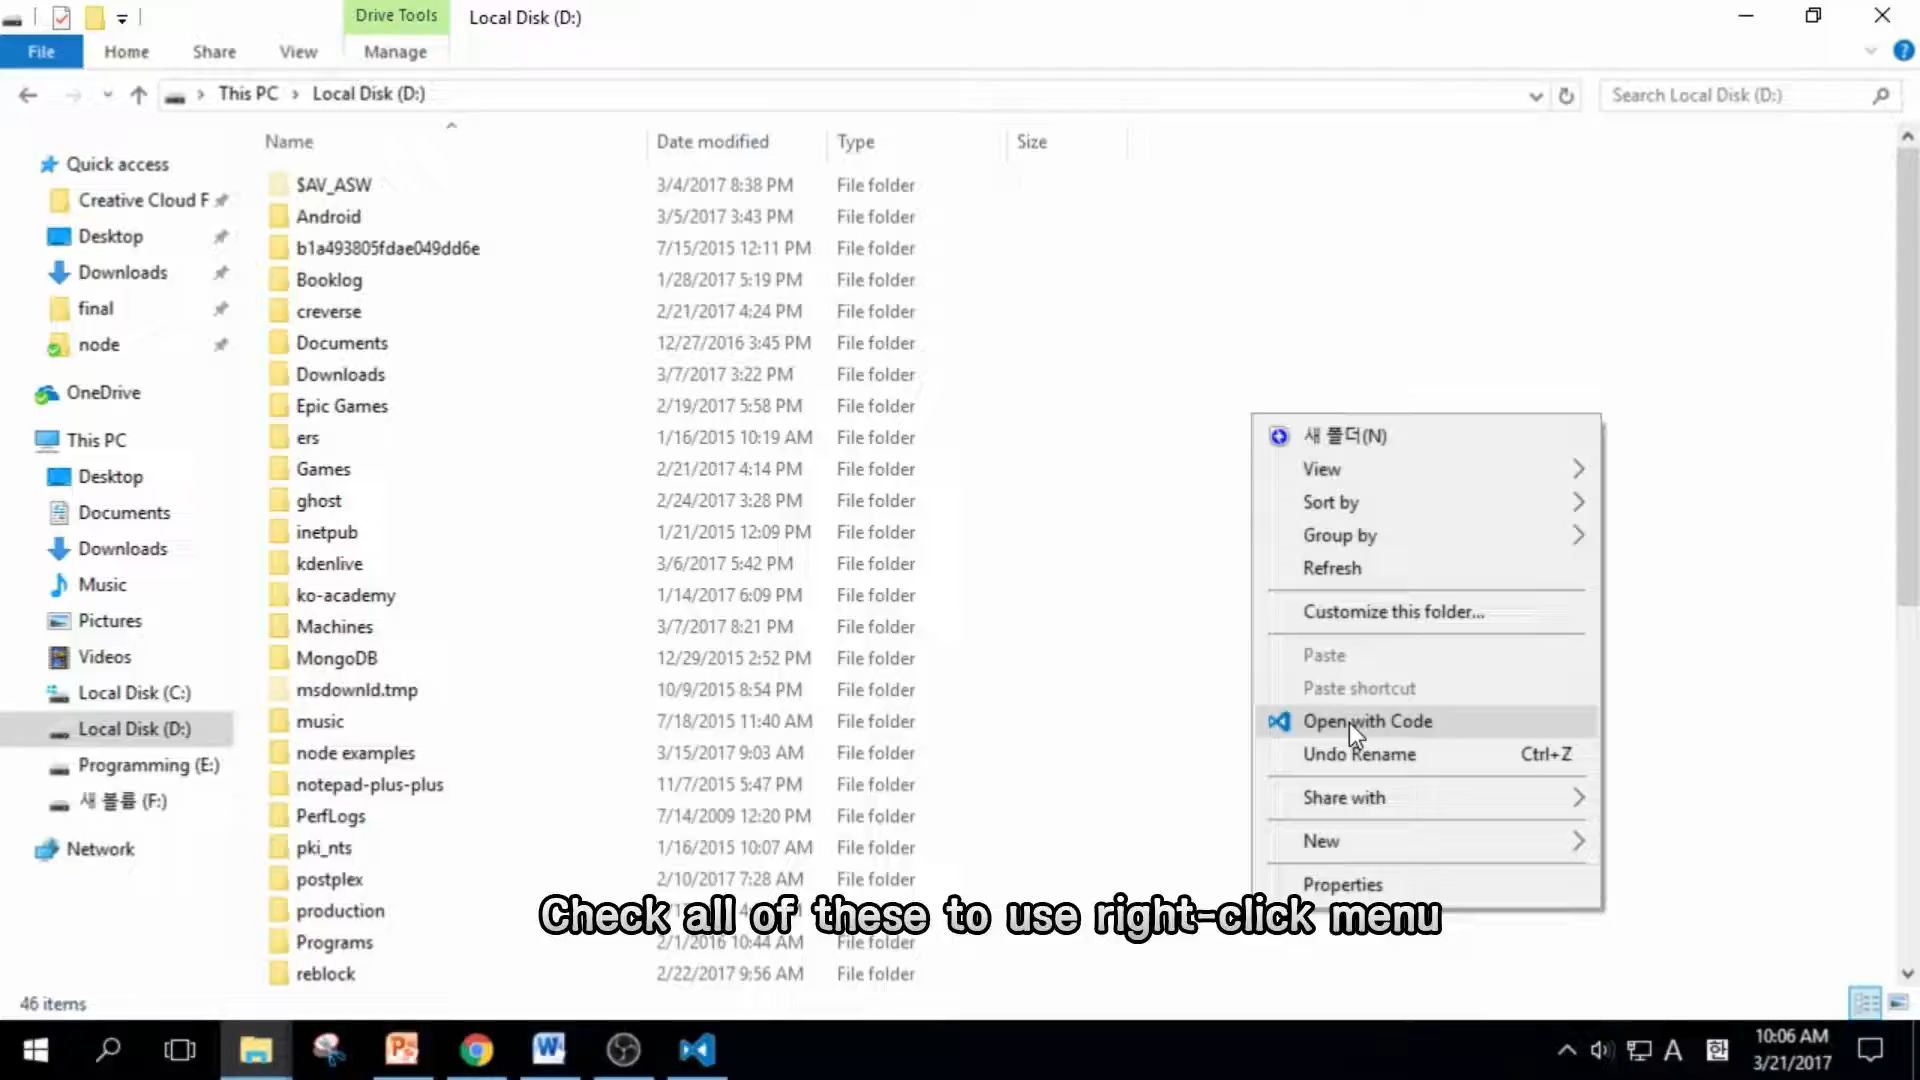 Drive Tools
Local Disk (D:)
File
Home
Share
View
Manage
This PC
Local Disk (D:)
Search Local Disk (D:)
Name
Date modified
Type
Size
Quick access
Creative Cloud F
Desktop
Downloads
final
node
OneDrive
This PC
Desktop
Documents
Downloads
Music
Pictures
Videos
Local Disk (C:)
Local Disk (D:)
Programming (E:)
새 볼륨 (F:)
Network
$AV_ASW 3/4/2017 8:38 PM File folder
Android 3/5/2017 3:43 PM File folder
b1a493805fdae049dd6e 7/15/2015 12:11 PM File folder
Booklog 1/28/2017 5:19 PM File folder
creverse 2/21/2017 4:24 PM File folder
Documents 12/27/2016 3:45 PM File folder
Downloads 3/7/2017 3:22 PM File folder
Epic Games 2/19/2017 5:58 PM File folder
ers 1/16/2015 10:19 AM File folder
Games 2/21/2017 4:14 PM File folder
ghost 2/24/2017 3:28 PM File folder
inetpub 1/21/2015 12:09 PM File folder
kdenlive 3/6/2017 5:42 PM File folder
ko-academy 1/14/2017 6:09 PM File folder
Machines 3/7/2017 8:21 PM File folder
MongoDB 12/29/2015 2:52 PM File folder
msdownld.tmp 10/9/2015 8:54 PM File folder
music 7/18/2015 11:40 AM File folder
node examples 3/15/2017 9:03 AM File folder
notepad-plus-plus 11/7/2015 5:47 PM File folder
PerfLogs 7/14/2009 12:20 PM File folder
pki_nts 1/16/2015 10:07 AM File folder
postplex 2/10/2017 7:28 AM File folder
production File folder
Programs 2/1/2016 10:44 AM File folder
reblock 2/22/2017 9:56 AM File folder
새 폴더(N)
View
Sort by
Group by
Refresh
Customize this folder...
Paste
Paste shortcut
Open with Code
Undo Rename Ctrl+Z
Share with
New
Properties
Check all of these to use right-click menu
46 items
A
한
10:06 AM
3/21/2017